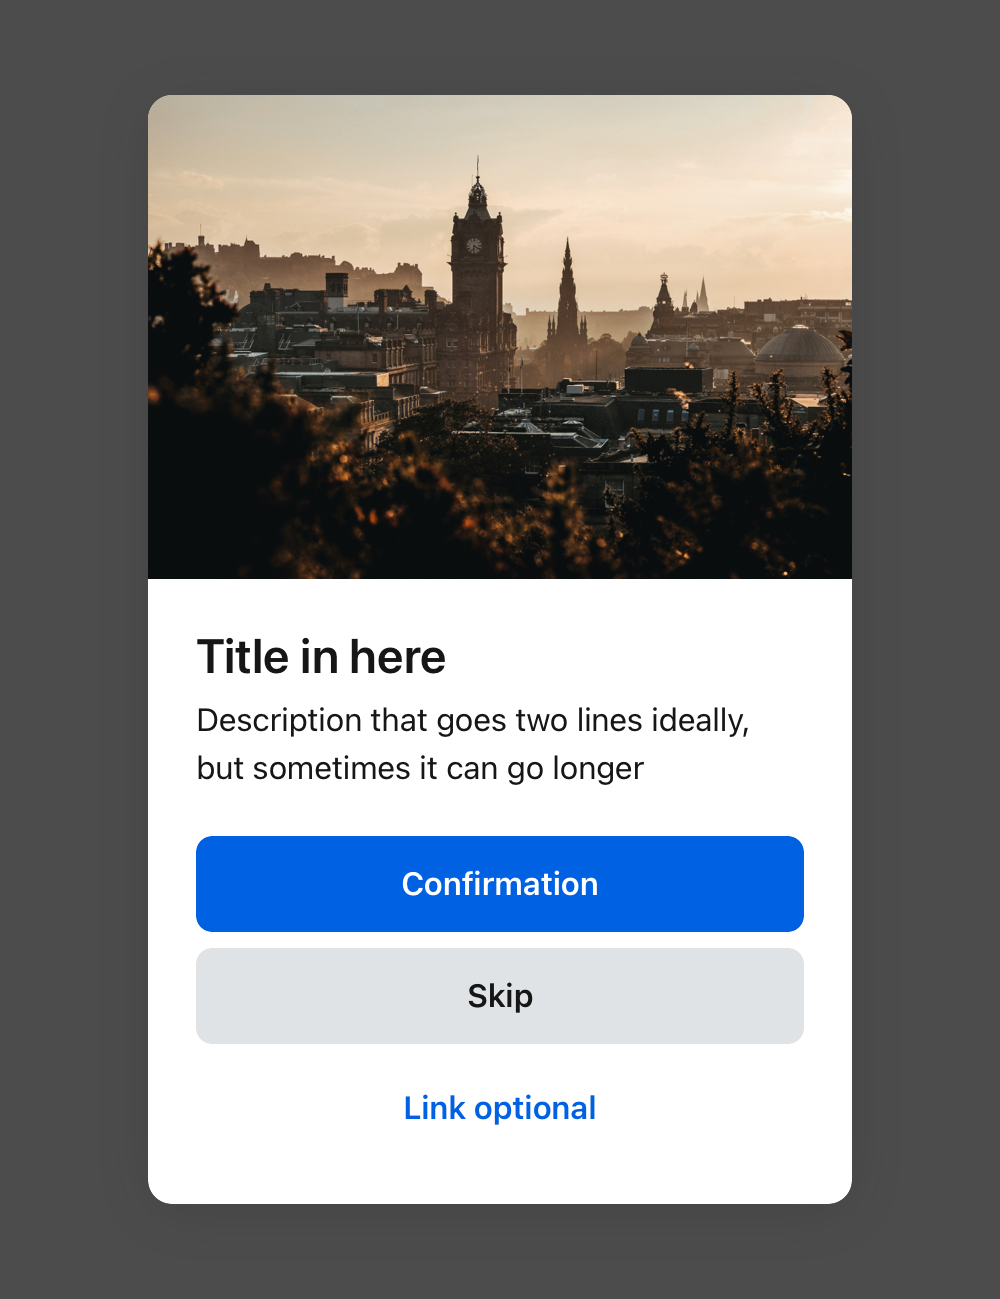 Title in here
Description that goes two lines ideally,
but sometimes it can go longer
Confirmation
Skip
Link optional